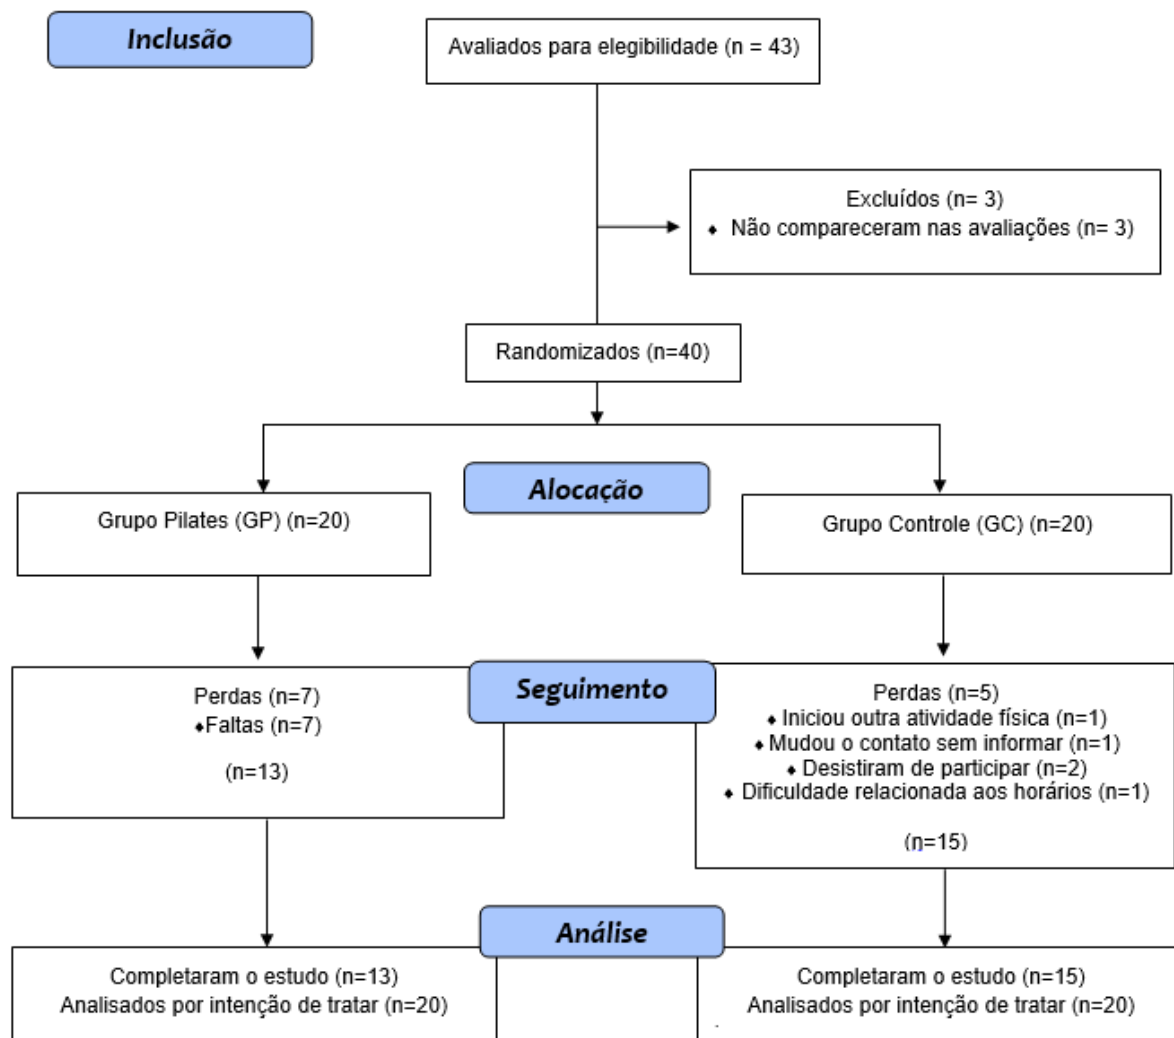 Inclusão
Avaliados para elegibilidade (n = 43)
Excluídos (n= 3)
♦ Não compareceram nas avaliações (n= 3)
Randomizados (n=40)
Alocação
Grupo Pilates (GP) (n=20)
Grupo Controle (GC) (n=20)
Seguimento
Perdas (n=7)
♦Faltas (n=7)
(n=13)
Perdas (n=5)
♦ Iniciou outra atividade física (n=1)
♦ Mudou o contato sem informar (n=1)
♦ Desistiram de participar (n=2)
♦ Dificuldade relacionada aos horários (n=1)
(n=15)
Análise
Completaram o estudo (n=13)
Analisados por intenção de tratar (n=20)
Completaram o estudo (n=15)
Analisados por intenção de tratar (n=20)